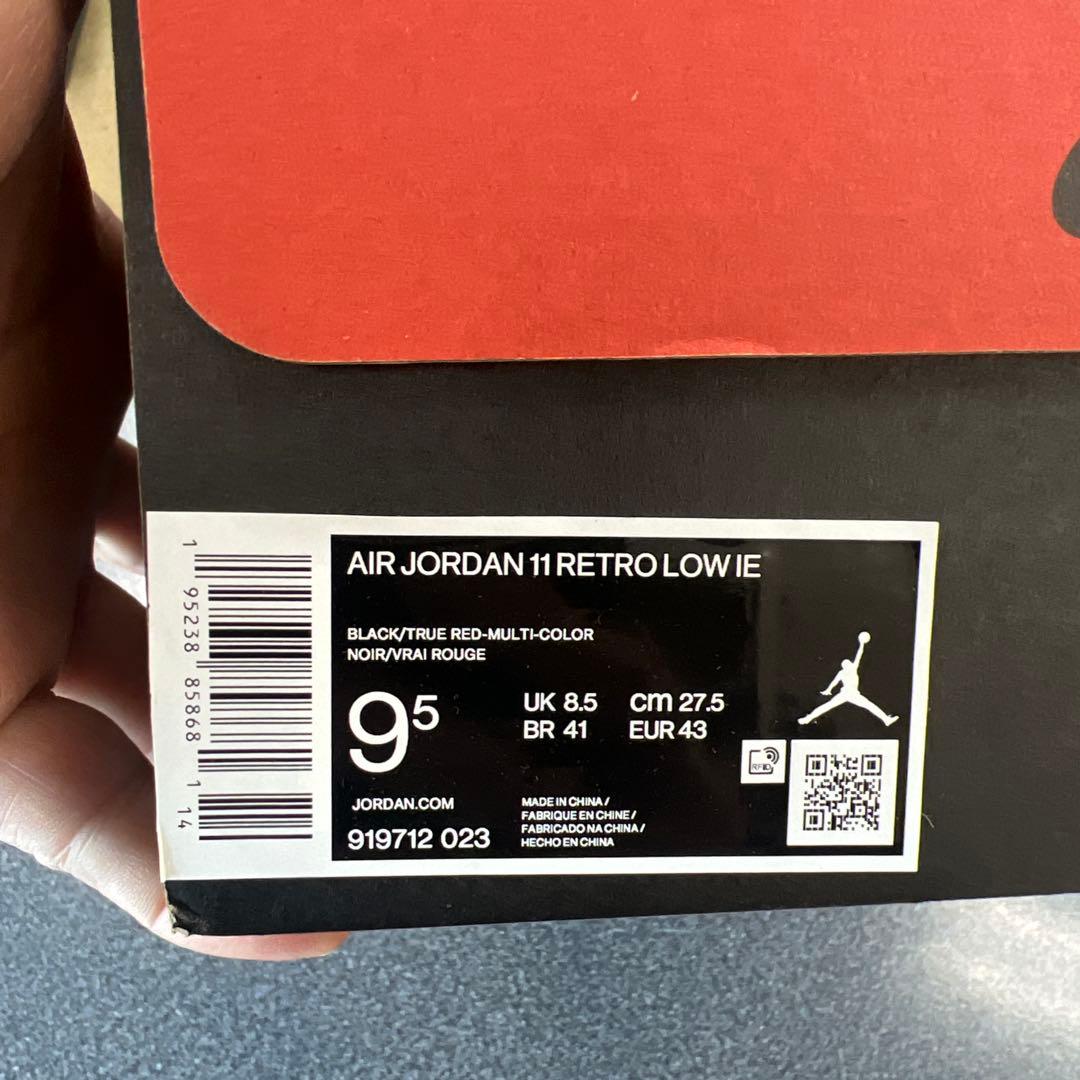 AIR JORDAN 11 RETRO LOW IE
BLACK/TRUE RED-MULTI-COLOR
NOIR/VRAI ROUGE
9⁵
UK 8.5 cm 27.5
BR 41 EUR 43
RFID
JORDAN.COM
919712 023
MADE IN CHINA /
FABRIQUE EN CHINE /
FABRICADO NA CHINA /
HECHO EN CHINA
1 95238 85868 1 14